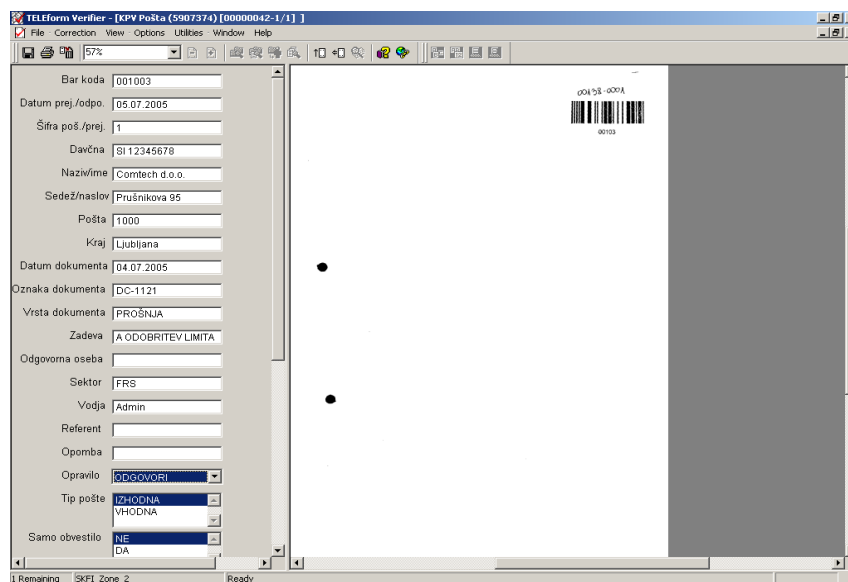 TELEform Verifier - [KPV Pošta (5907374) [00000042-1/1] ]
File Correction View Options Utilities Window Help
57%
Bar koda 001003
Datum prej./odpo. 05.07.2005
Šifra poš./prej. 1
Davčna SI 12345678
Naziv/ime Comtech d.o.o.
Sedež/naslov Prušnikova 95
Pošta 1000
Kraj Ljubljana
Datum dokumenta 04.07.2005
Oznaka dokumenta DC-1121
Vrsta dokumenta PROŠNJA
Zadeva A ODOBRITEV LIMITA
Odgovorna oseba
Sektor FRS
Vodja Admin
Referent
Opomba
Opravilo ODGOVORI
Tip pošte IZHODNA
VHODNA
Samo obvestilo NE
DA
00138-0001
00103
1 Remaining SKFI_Zone_2 Ready